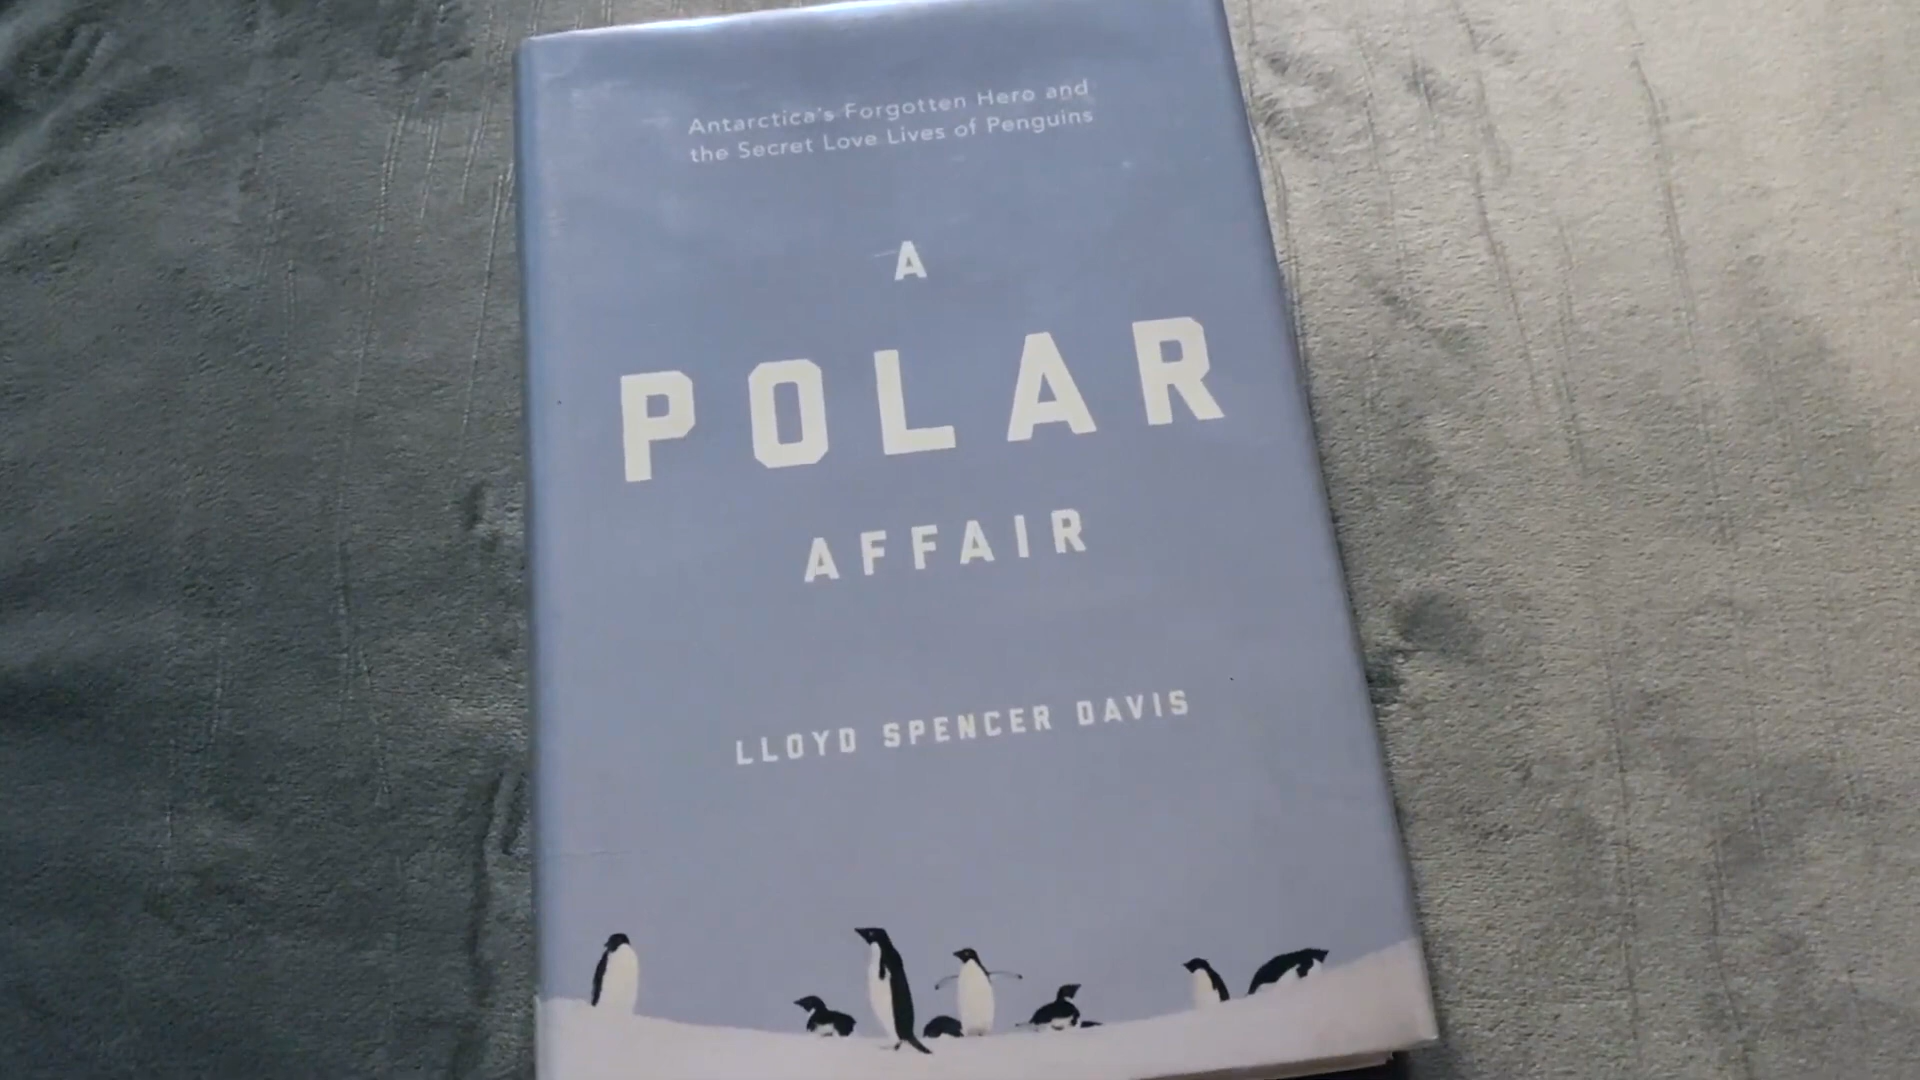 Antarctica's Forgotten Hero and
the Secret Love Lives of Penguins
A
POLAR
AFFAIR
LLOYD SPENCER DAVIS